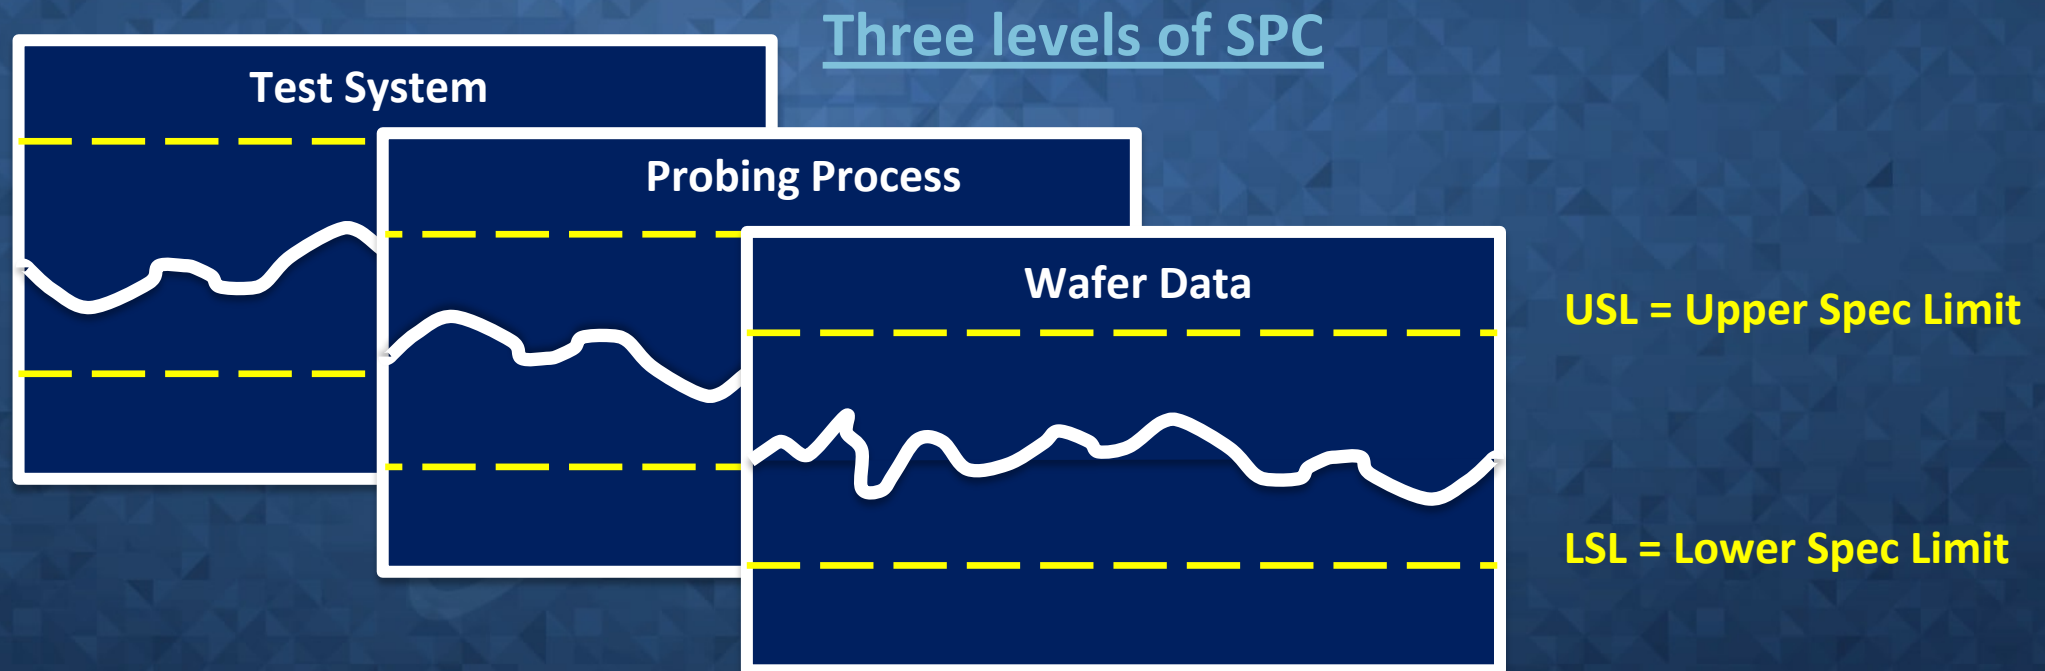 Three levels of SPC
Test System
Probing Process
Wafer Data
USL = Upper Spec Limit
LSL = Lower Spec Limit